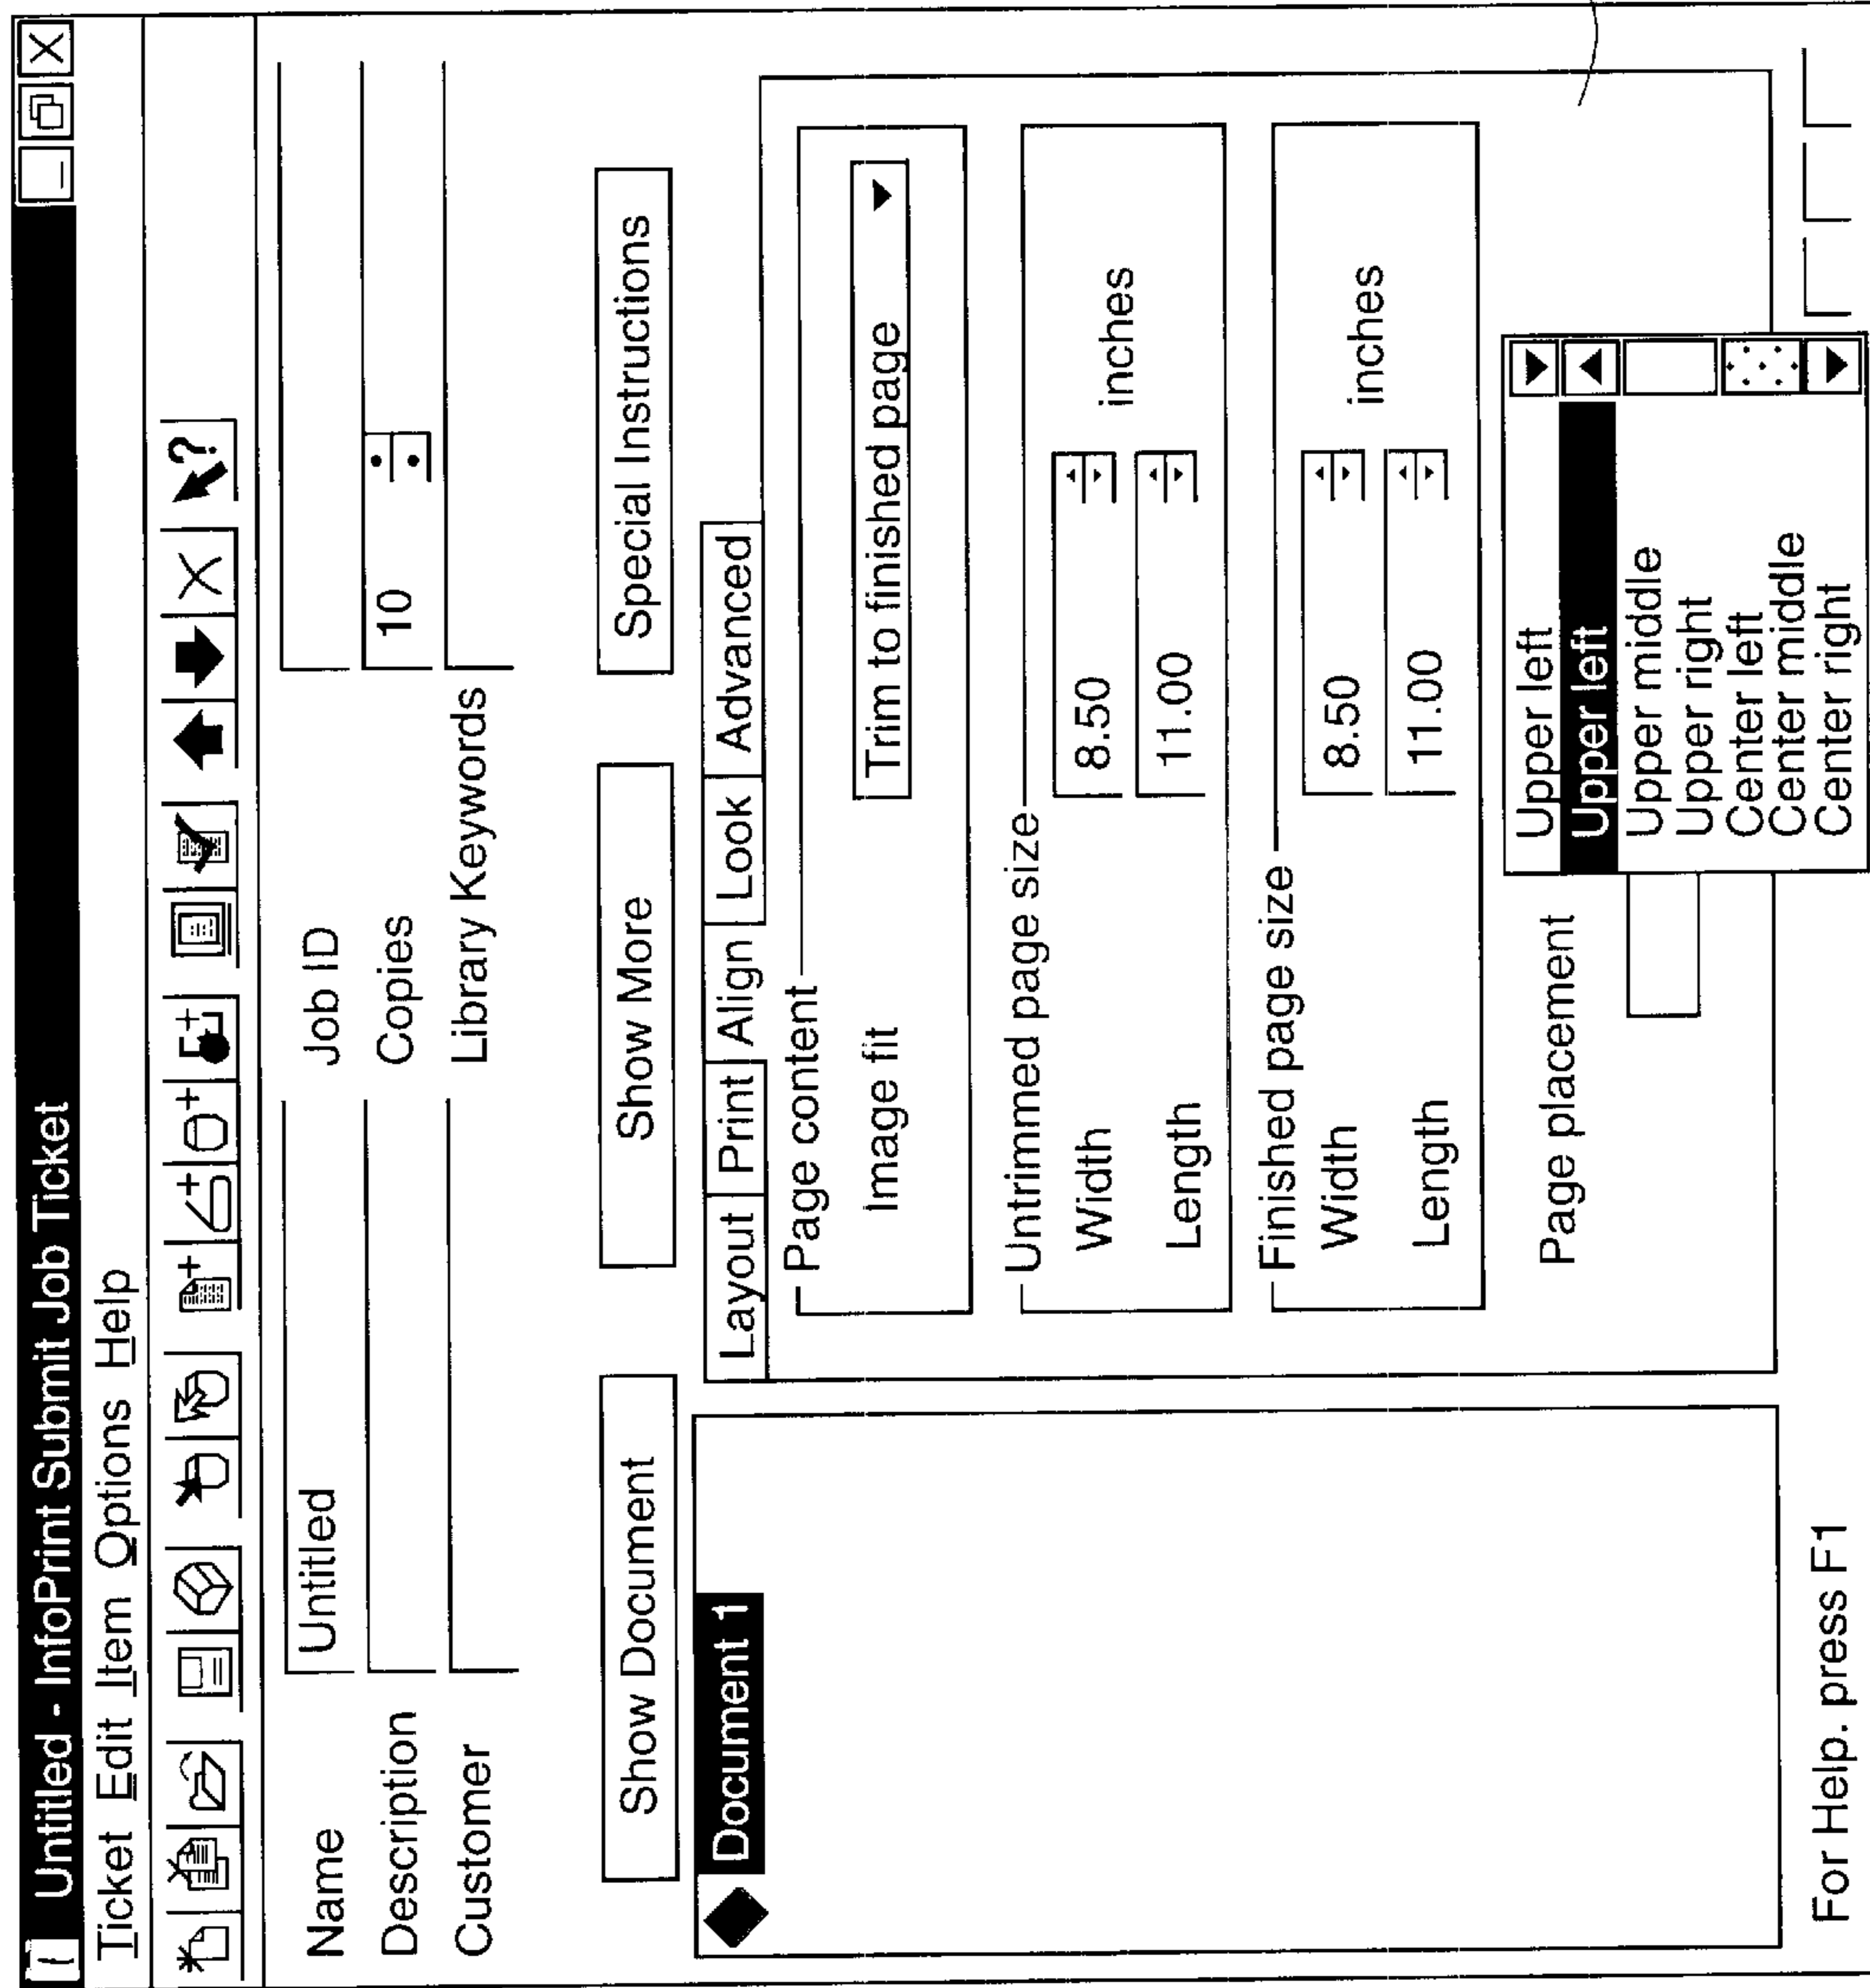 Untitled - InfoPrint Submit Job Ticket
Ticket Edit Item Options Help
Name Untitled Job ID
Description Copies 10
Customer Library Keywords
Show Document Show More Special Instructions
Document 1
Layout Print Align Look Advanced
Page content
Image fit Trim to finished page
Untrimmed page size
Width 8.50 inches
Length 11.00
Finished page size
Width 8.50 inches
Length 11.00
Page placement Upper left
Upper left
Upper middle
Upper right
Center left
Center middle
Center right
For Help. press F1